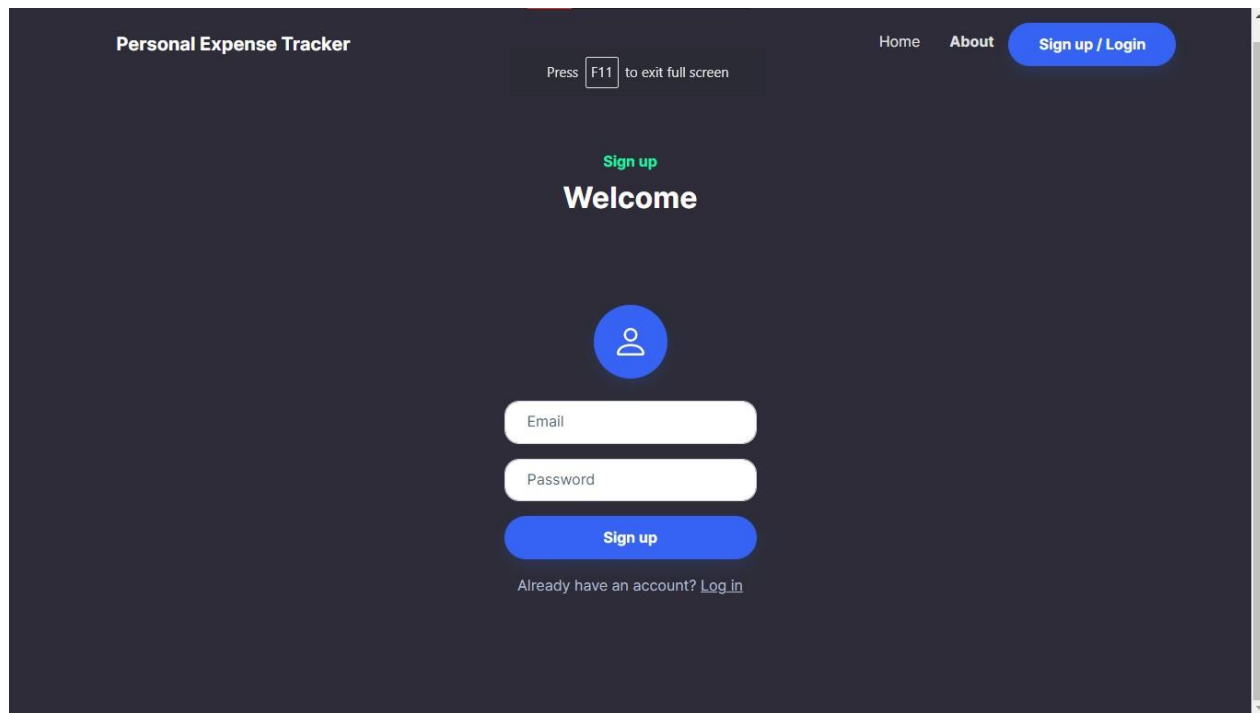 Personal Expense Tracker
Home About Sign up / Login
Press F11 to exit full screen
Sign up
Welcome
Email
Password
Sign up
Already have an account? Log in